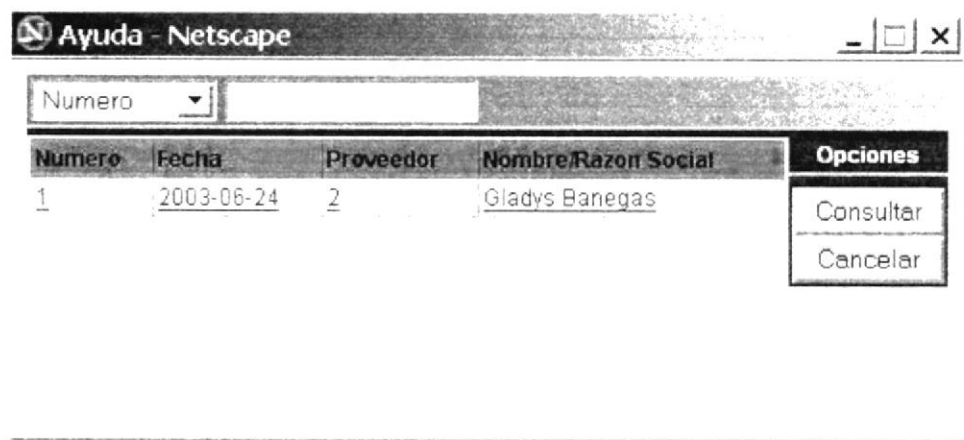 Ayuda - Netscape
Numero
Numero Fecha Proveedor Nombre/Razon Social Opciones
1 2003-06-24 2 Gladys Banegas
Consultar
Cancelar